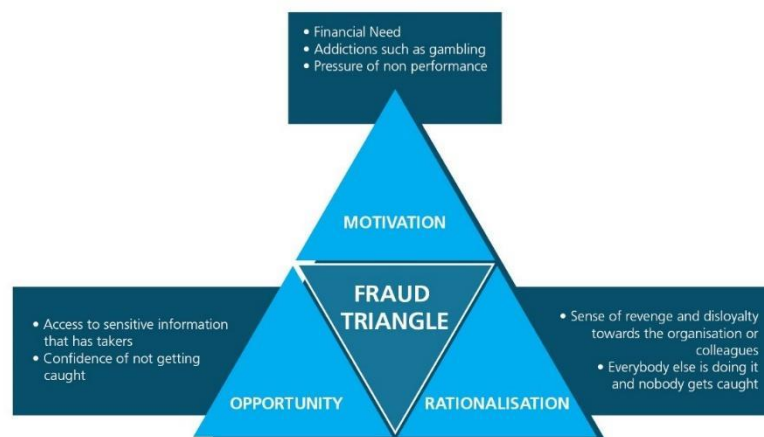 • Financial Need
• Addictions such as gambling
• Pressure of non performance
MOTIVATION
FRAUD
TRIANGLE
• Access to sensitive information
that has takers
• Confidence of not getting
caught
OPPORTUNITY
• Sense of revenge and disloyalty
towards the organisation or
colleagues
• Everybody else is doing it
and nobody gets caught
RATIONALISATION